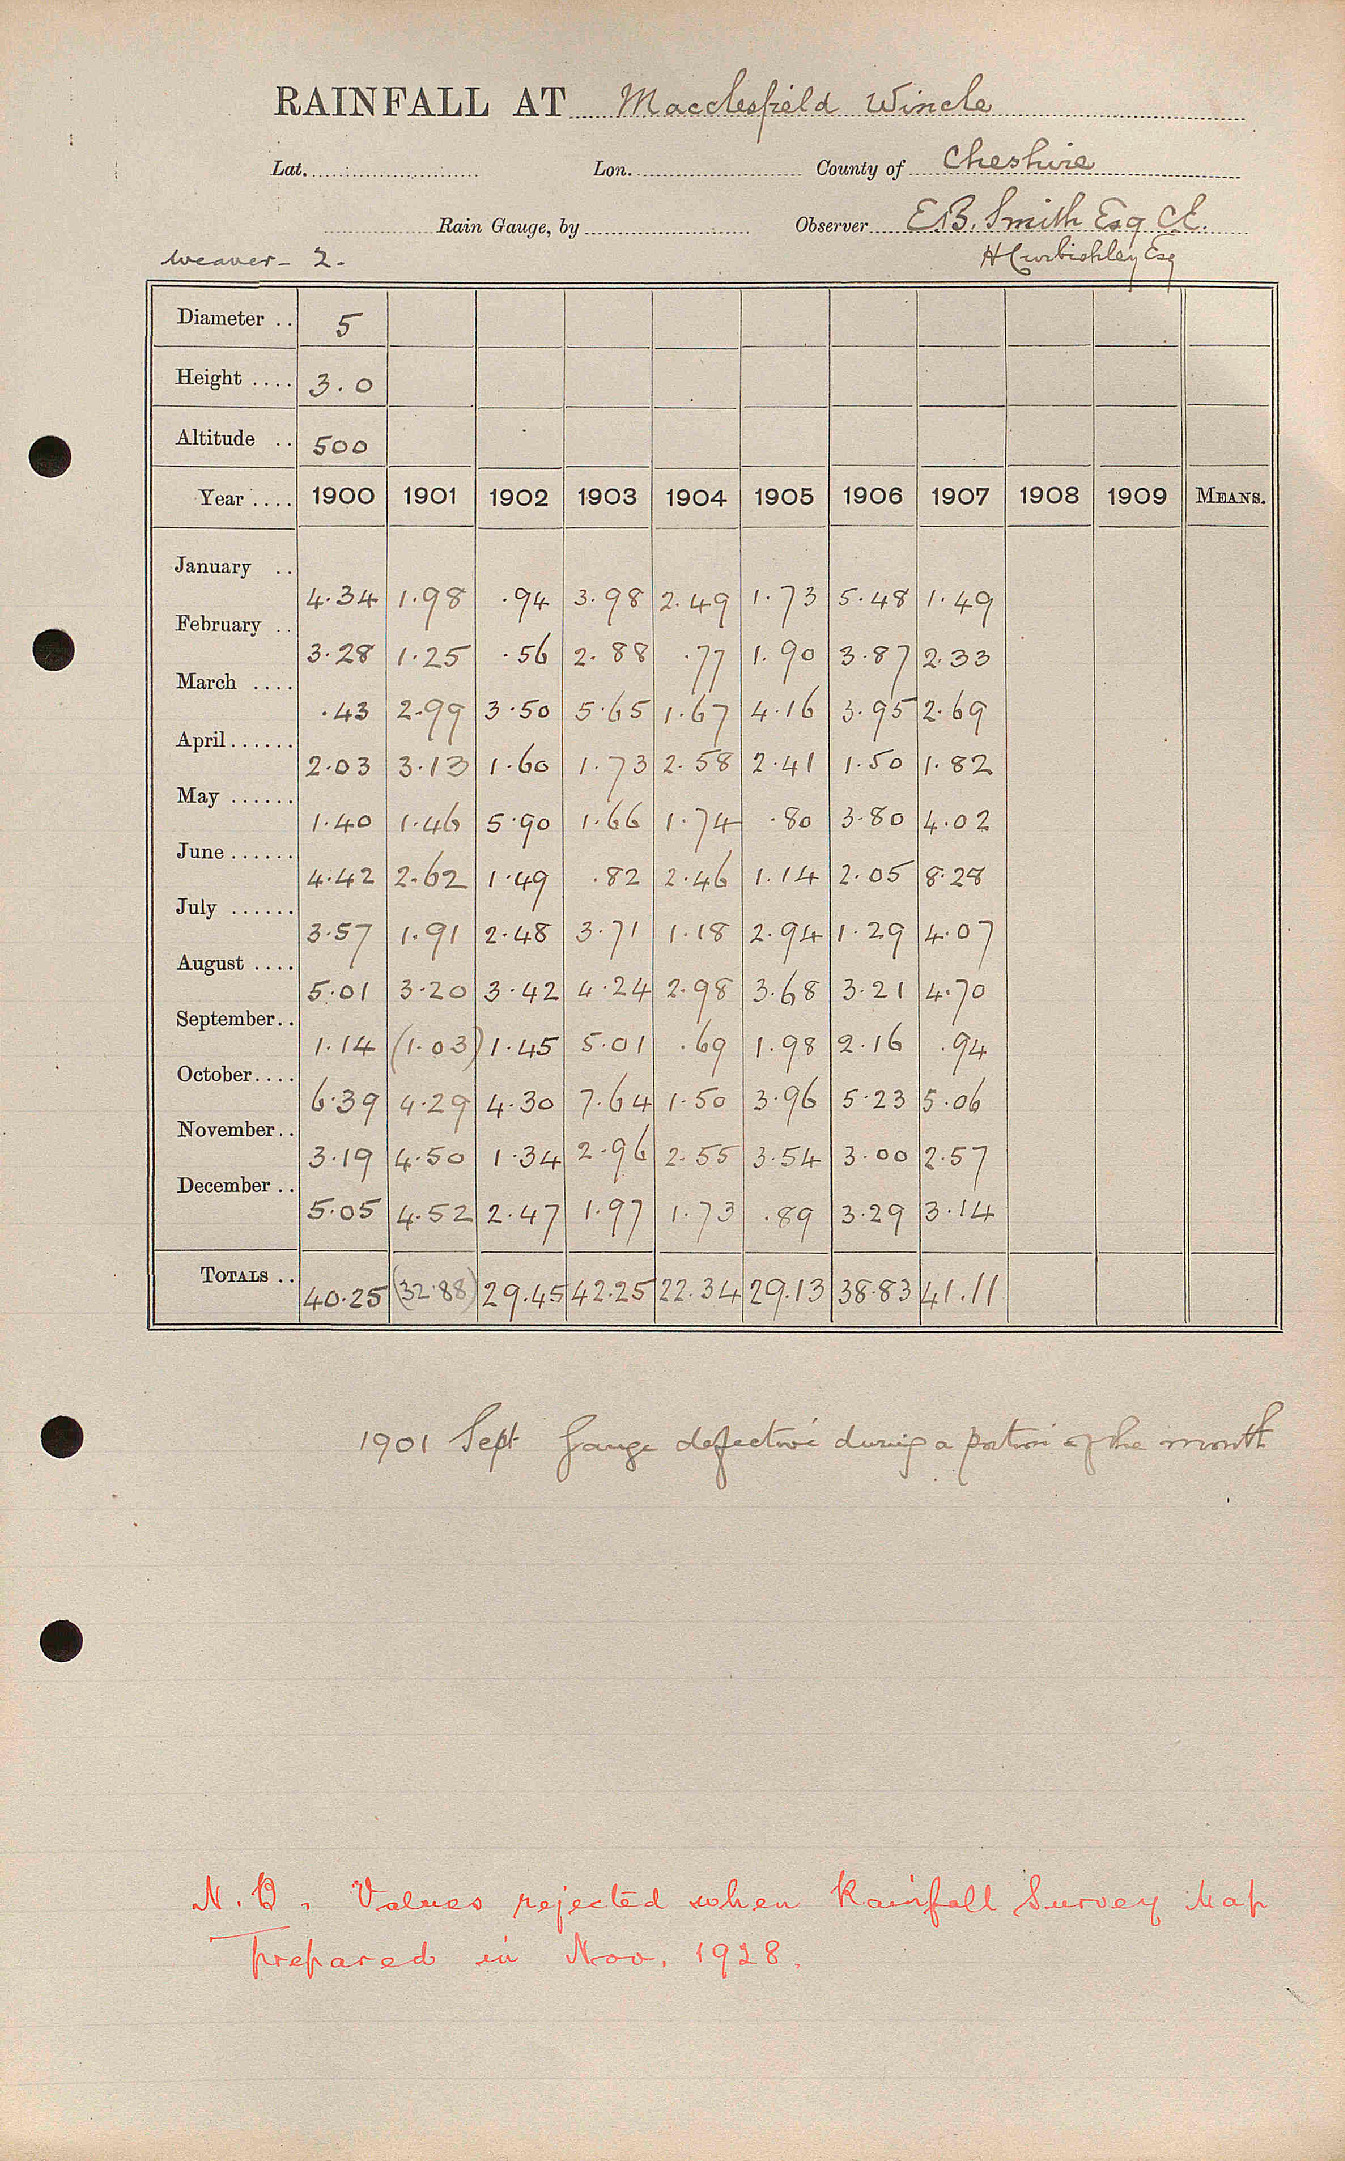 RAINFALL AT Macclesfield Wincle
Lat. Lon. County of Cheshire
Rain Gauge, by Observer E.B. Smith Esq C.E.
Weaver - 2. H Curbishley Esq
Diameter .. 5
Height .... 3.0
Altitude .. 500
Year .... 1900 1901 1902 1903 1904 1905 1906 1907 1908 1909 MEANS.
January .. 4.34 1.98 .94 3.98 2.49 1.73 5.48 1.49
February .. 3.28 1.25 .56 2.88 .77 1.90 3.87 2.33
March .... .43 2.99 3.50 5.65 1.67 4.16 3.95 2.69
April ...... 2.03 3.13 1.60 1.73 2.58 2.41 1.50 1.82
May ...... 1.40 1.46 5.90 1.66 1.74 .80 3.80 4.02
June ...... 4.42 2.62 1.49 .82 2.46 1.14 2.05 8.28
July ...... 3.57 1.91 2.48 3.71 1.18 2.94 1.29 4.07
August .... 5.01 3.20 3.42 4.24 2.98 3.68 3.21 4.70
September .. 1.14 (1.03) 1.45 5.01 .69 1.98 2.16 .94
October .... 6.39 4.29 4.30 7.64 1.50 3.96 5.23 5.06
November .. 3.19 4.50 1.34 2.96 2.55 3.54 3.00 2.57
December .. 5.05 4.52 2.47 1.97 1.73 .89 3.29 3.14
TOTALS .. 40.25 (32.88) 29.45 42.25 22.34 29.13 38.83 41.11
1901 Sept Gauge defective during a portion of the month
N.B. Values rejected when Rainfall Survey Map
Prepared in Nov. 1928.